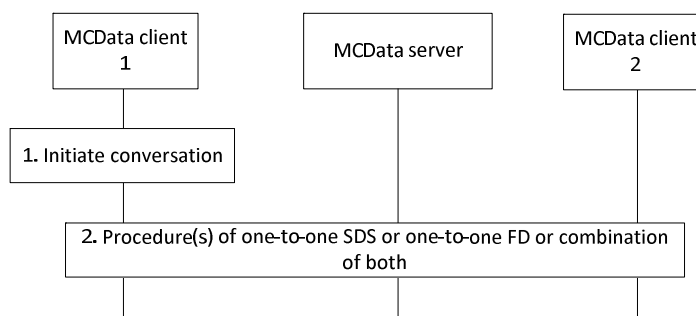 MCData client
1
MCData server
MCData client
2
1. Initiate conversation
2. Procedure(s) of one-to-one SDS or one-to-one FD or combination
of both